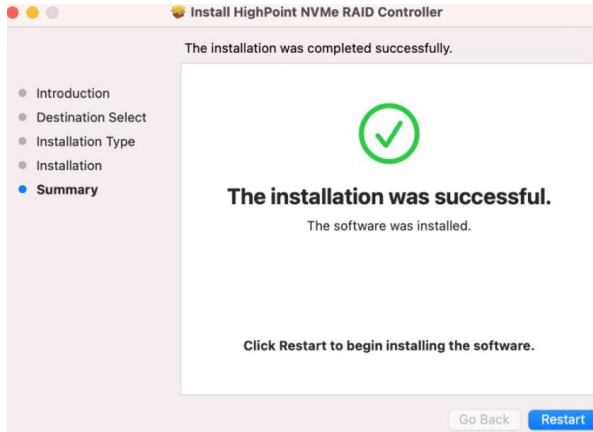 Install HighPoint NVMe RAID Controller
The installation was completed successfully.
Introduction
Destination Select
Installation Type
Installation
Summary
The installation was successful.
The software was installed.
Click Restart to begin installing the software.
Go Back
Restart